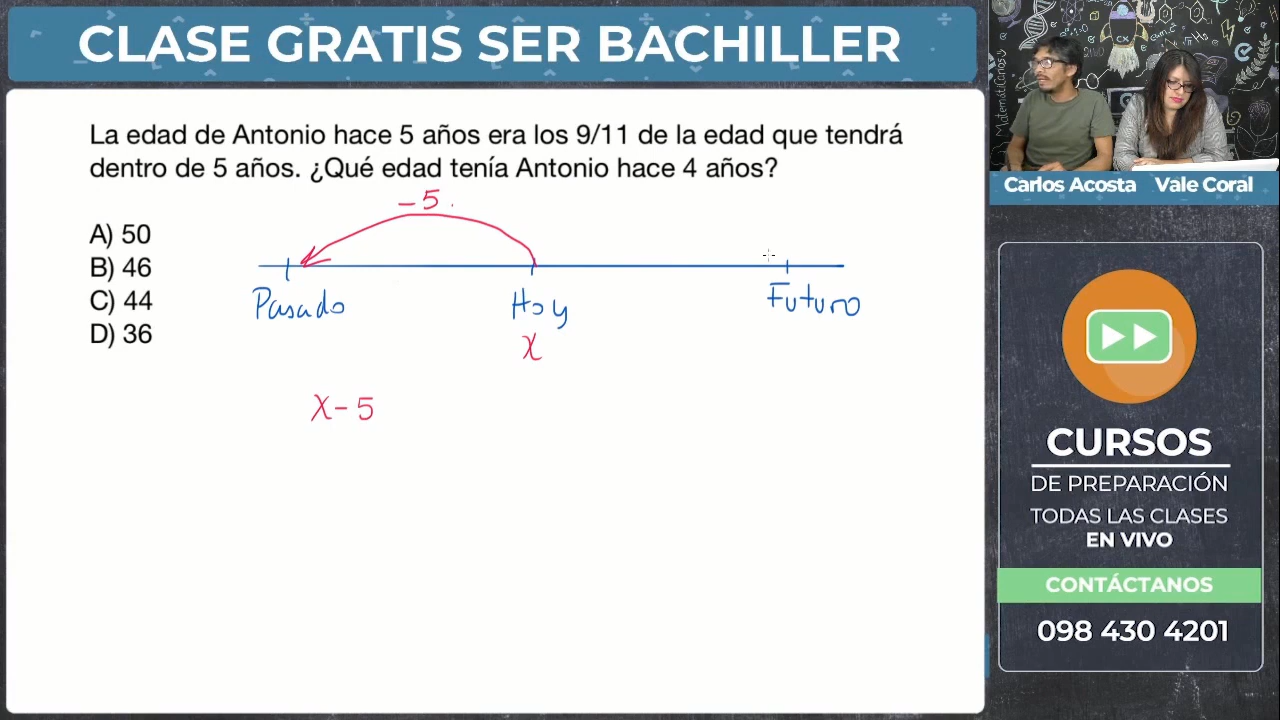 CLASE GRATIS SER BACHILLER
La edad de Antonio hace 5 años era los 9/11 de la edad que tendrá
dentro de 5 años. ¿Qué edad tenía Antonio hace 4 años?
A) 50
B) 46
C) 44
D) 36
-5.
Pasado
Hoy
Futuro
x
x-5
Carlos Acosta Vale Coral
CURSOS
DE PREPARACIÓN
TODAS LAS CLASES
EN VIVO
CONTÁCTANOS
098 430 4201